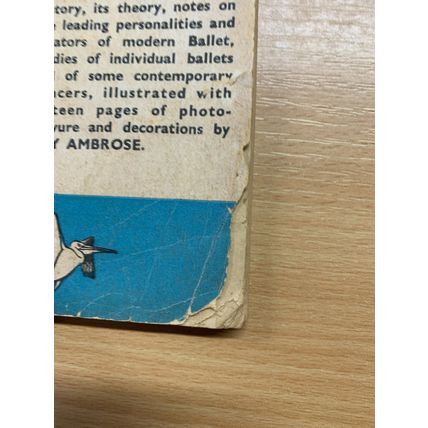 tory, its theory, notes on
leading personalities and
ators of modern Ballet,
dies of individual ballets
of some contemporary
ncers, illustrated with
teen pages of photo-
vure and decorations by
Y AMBROSE.